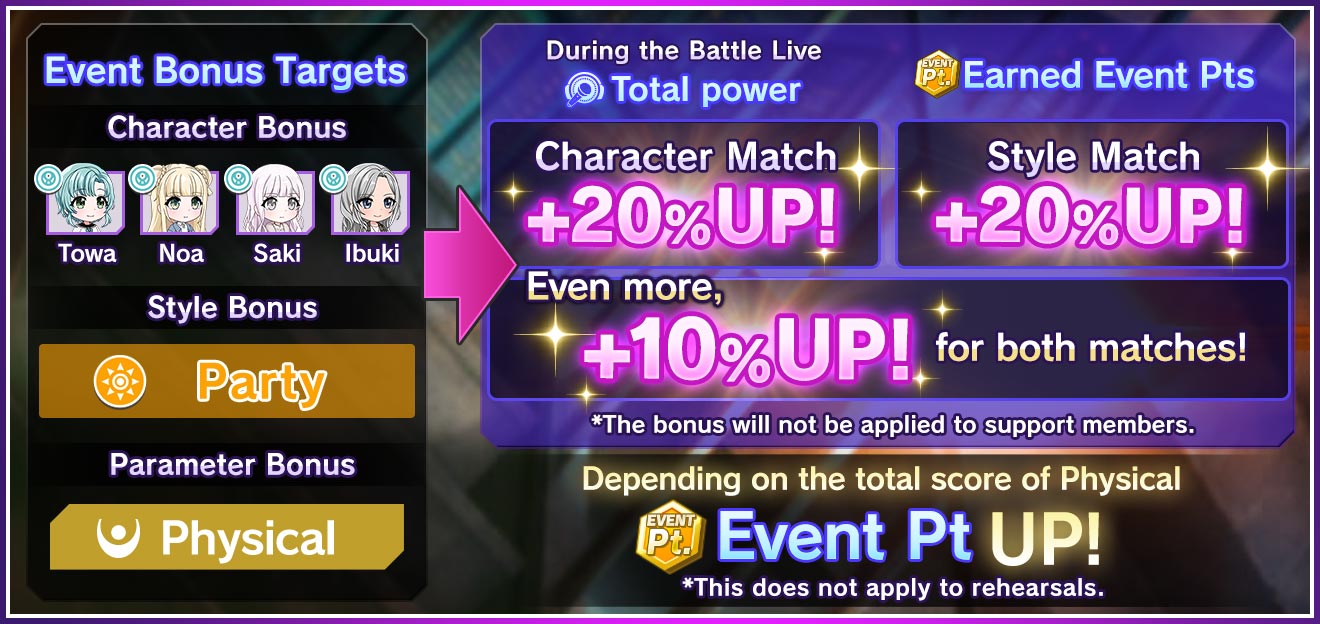 Event Bonus Targets
Character Bonus
Towa
Noa
Saki
Ibuki
Style Bonus
Party
Parameter Bonus
Physical
During the Battle Live
Total power
EVENT
Pt.
Earned Event Pts
Character Match
+20%UP!
Style Match
+20%UP!
Even more,
+10%UP! for both matches!
*The bonus will not be applied to support members.
Depending on the total score of Physical
EVENT
Pt.
Event Pt UP!
*This does not apply to rehearsals.